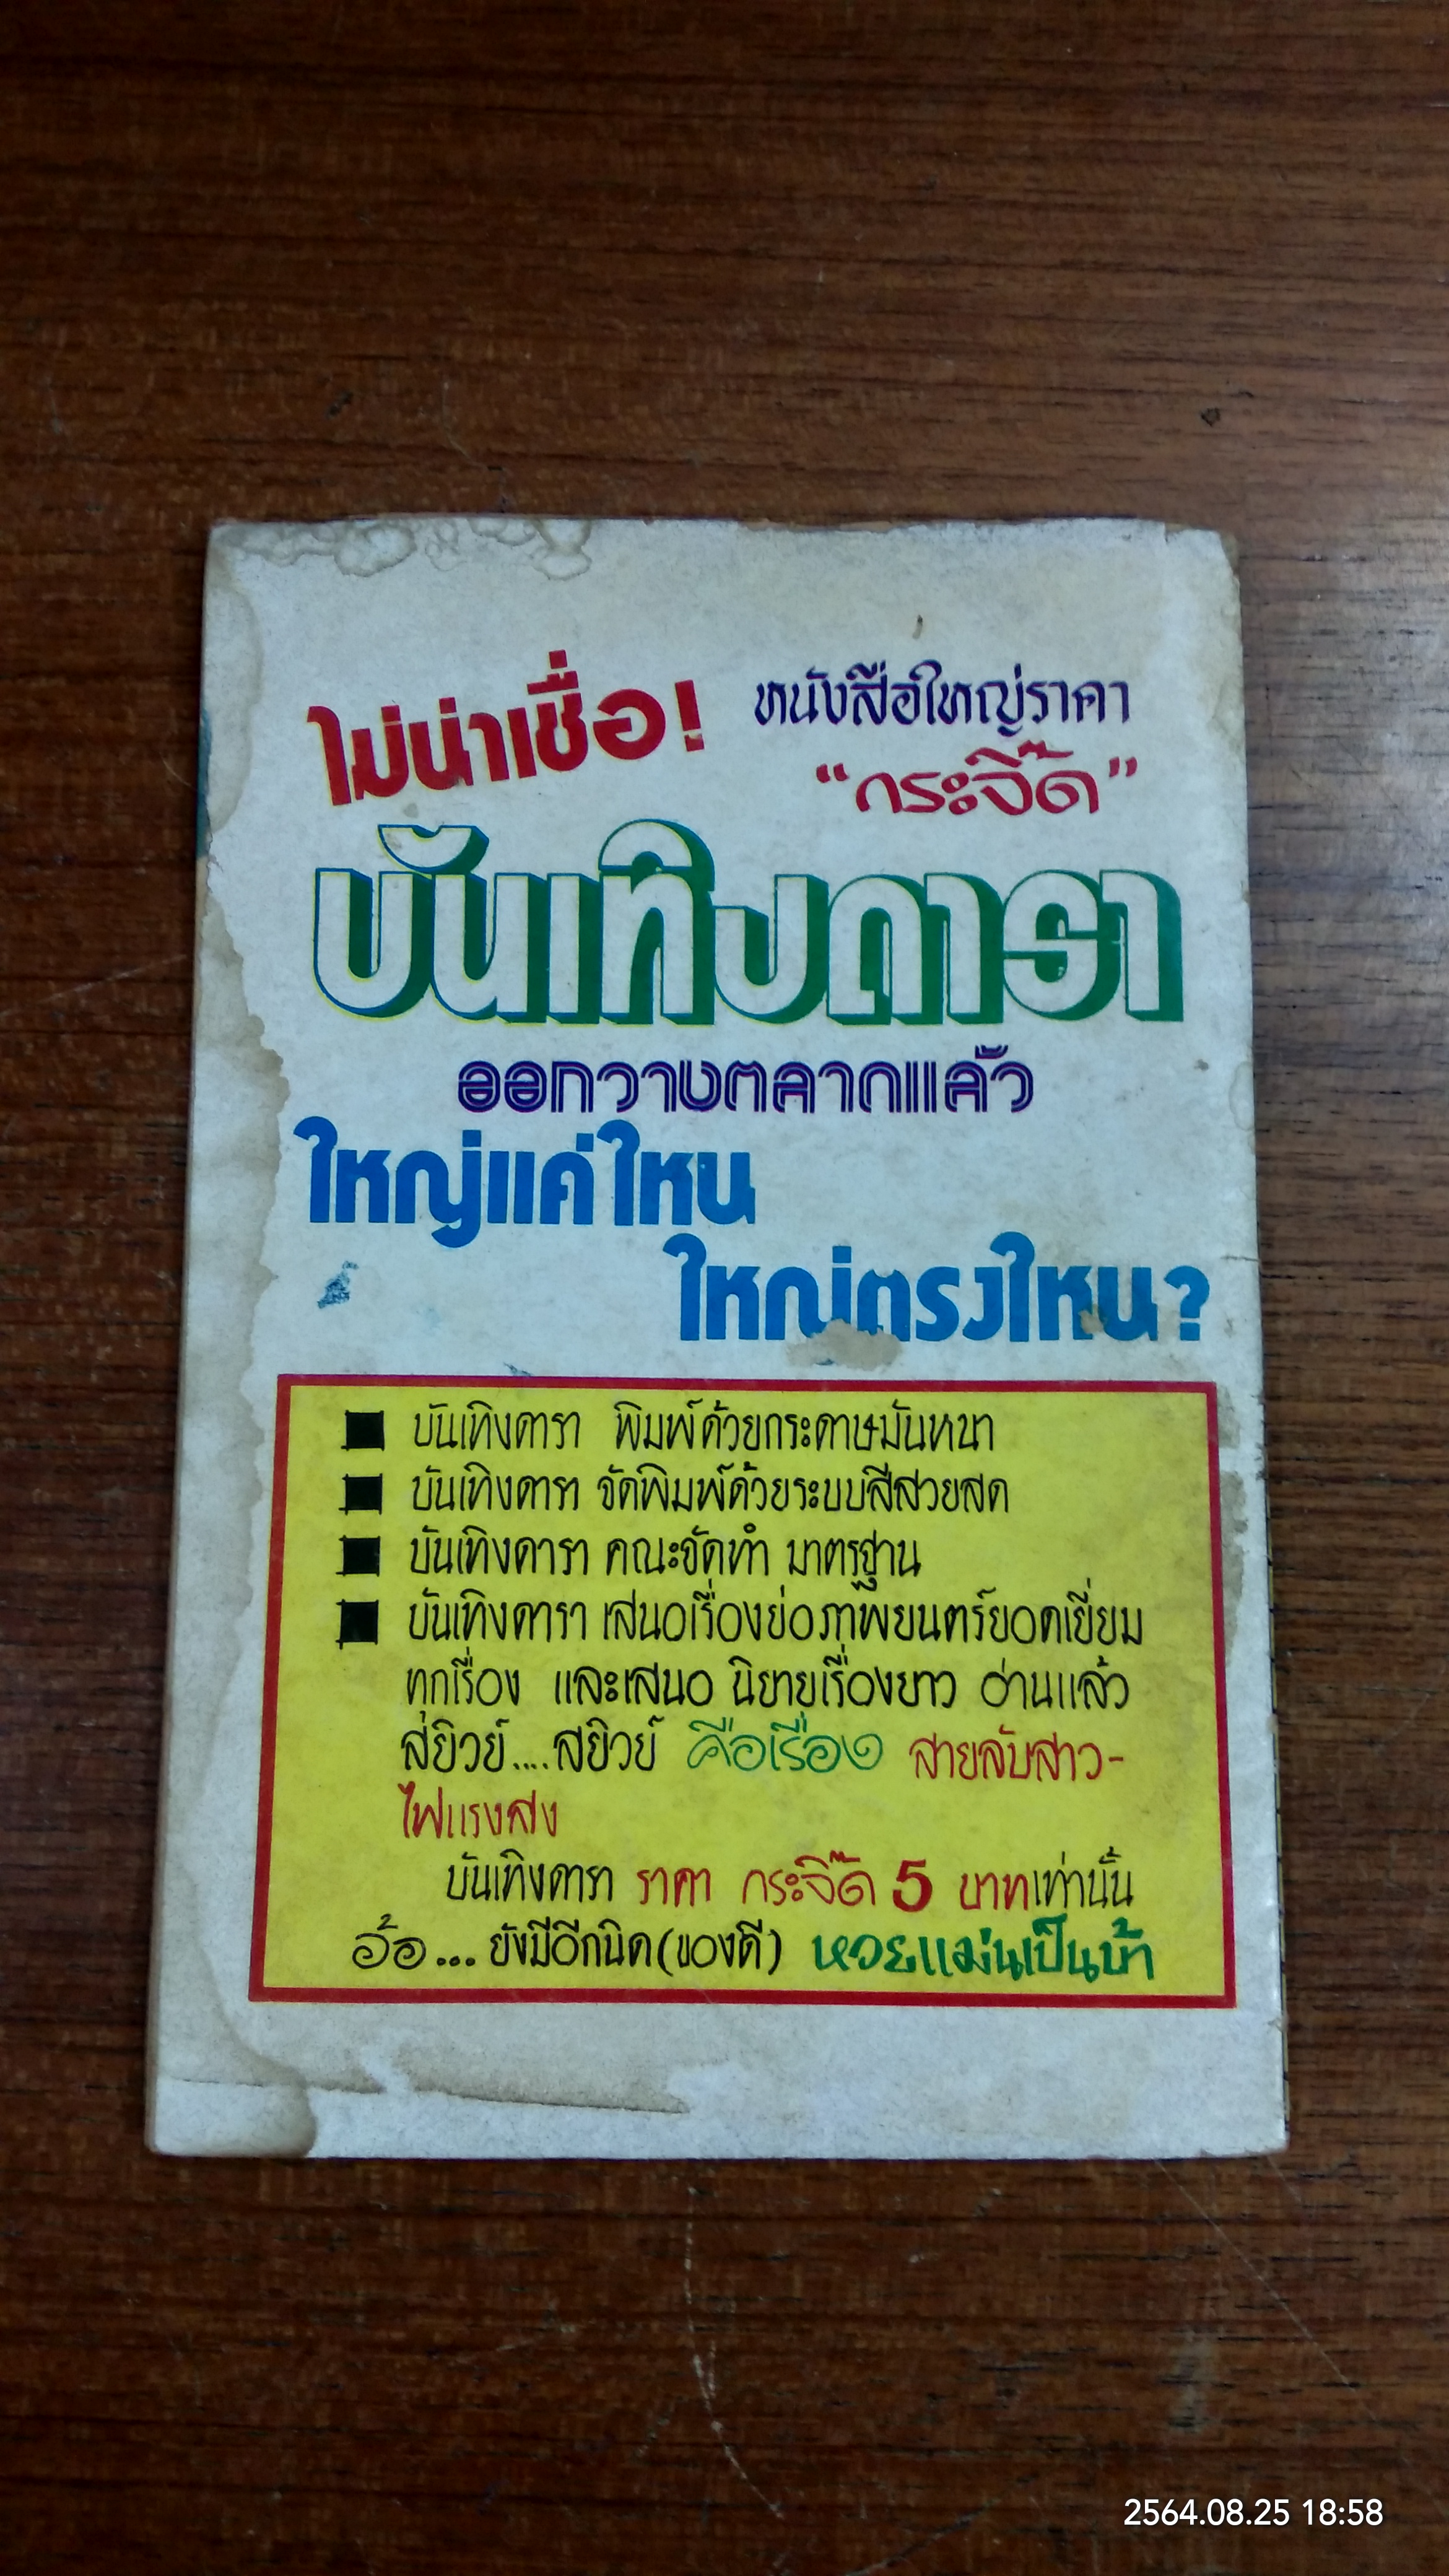 ไม่น่าเชื่อ! หนังสือใหญ่ราคา
“กระจิ๊ด”
บันเทิงดารา
ออกวางตลาดแล้ว
ใหญ่แค่ใหน
ใหญ่ตรงใหน?
■ บันเทิงดารา พิมพ์ด้วยกระดาษมันหนา
■ บันเทิงดารา จัดพิมพ์ด้วยระบบสีสวยสด
■ บันเทิงดารา คณะจัดทำ มาตรฐาน
■ บันเทิงดารา เสนอเรื่องย่อภาพยนตร์ยอดเยี่ยม
ทุกเรื่อง และเสนอ นิยายเรื่องยาว อ่านแล้ว
สยิวย์....สยิวย์ คือเรื่อง สายลับสาว-
ไฟแรงสูง
บันเทิงดารา ราคา กระจิ๊ด 5 บาทเท่านั้น
อ้อ... ยังมีอีกนิด(ของดี) หวยแม่นเป็นบ้า
2564.08.25 18:58